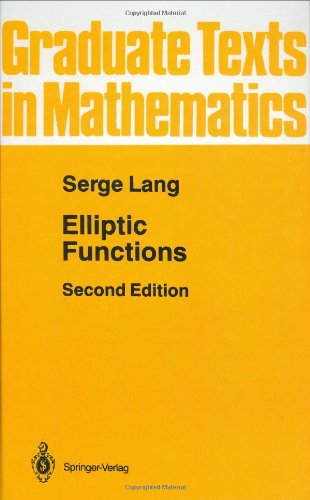 Graduate Texts
in Mathematics
Serge Lang
Elliptic
Functions
Second Edition
Springer-Verlag